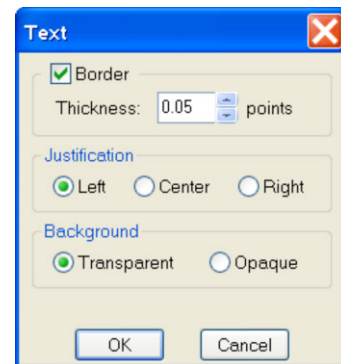 Text
Border
Thickness: 0.05 points
Justification
Left Center Right
Background
Transparent Opaque
OK Cancel